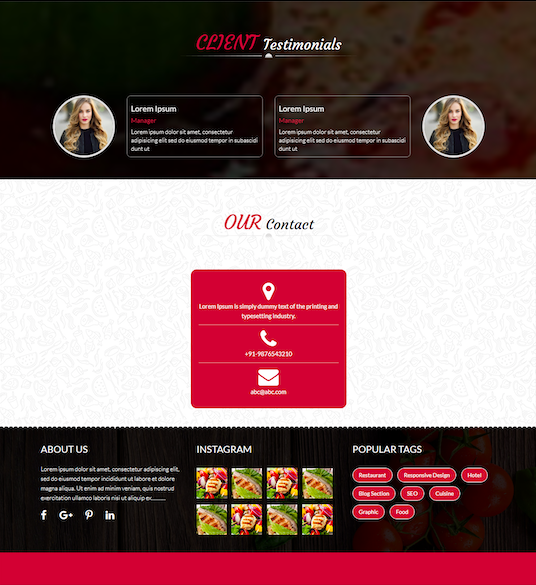 CLIENT Testimonials
Lorem Ipsum
Manager
Lorem ipsum dolor sit amet, consectetur
adipisicing elit sed do eiusmod tempor in subascidi
dunt ut
Lorem Ipsum
Manager
Lorem ipsum dolor sit amet, consectetur
adipisicing elit sed do eiusmod tempor in subascidi
dunt ut
OUR Contact
Lorem Ipsum is simply dummy text of the printing and
typesetting industry.
+91-9876543210
abc@abc.com
ABOUT US
Lorem ipsum dolor sit amet, consectetur adipisicing elit,
sed do eiusmod tempor incididunt ut labore et dolore
magna aliqua. Ut enim ad minim veniam, quis nostrud
exercitation ullamco laboris nisi ut aliquip ex..........
G+
in
INSTAGRAM
POPULAR TAGS
Restaurant
Responsive Design
Hotel
Blog Section
SEO
Cuisine
Graphic
Food